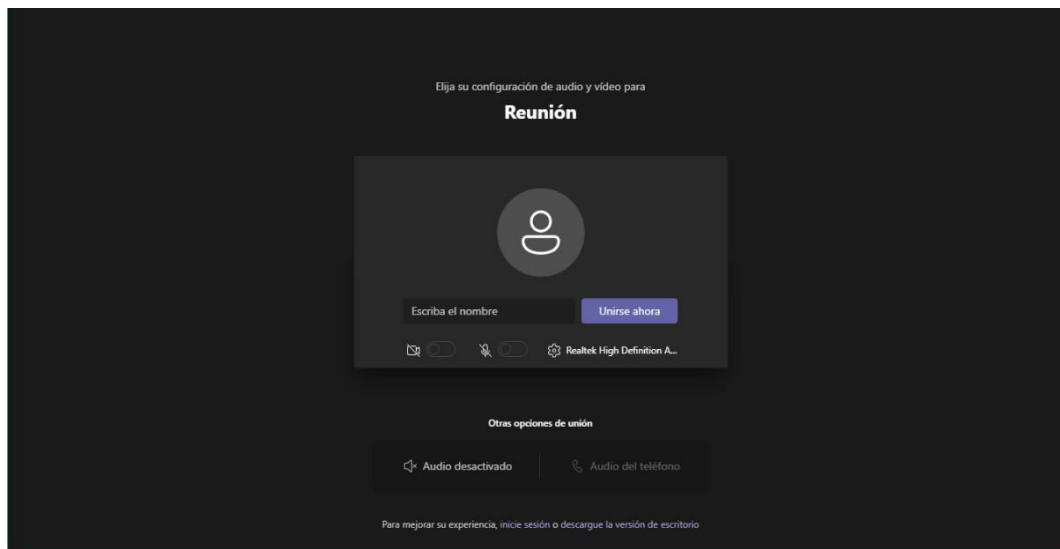 Elija su configuración de audio y vídeo para
Reunión
Escriba el nombre
Unirse ahora
Realtek High Definition A...
Otras opciones de unión
Audio desactivado
Audio del teléfono
Para mejorar su experiencia, inicie sesión o descargue la versión de escritorio